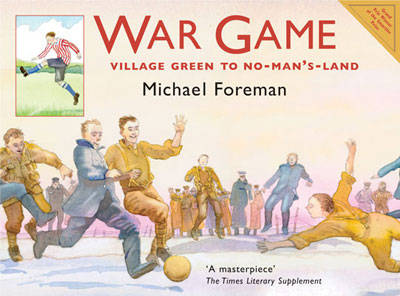 WAR GAME
VILLAGE GREEN TO NO-MAN'S-LAND
Michael Foreman
'A masterpiece'
The Times Literary Supplement